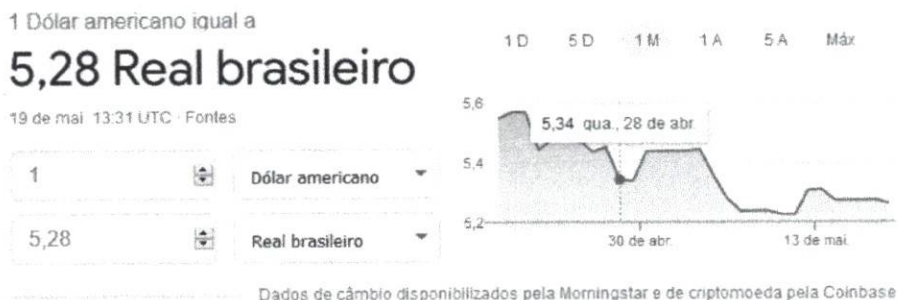 1 Dólar americano igual a
5,28 Real brasileiro
19 de mai 13:31 UTC · Fontes
1 Dólar americano
5,28 Real brasileiro
1 D 5 D 1 M 1 A 5 A Máx
5,6
5,34 qua., 28 de abr
5,4
5,2
30 de abr. 13 de mai.
Dados de câmbio disponibilizados pela Morningstar e de criptomoeda pela Coinbase